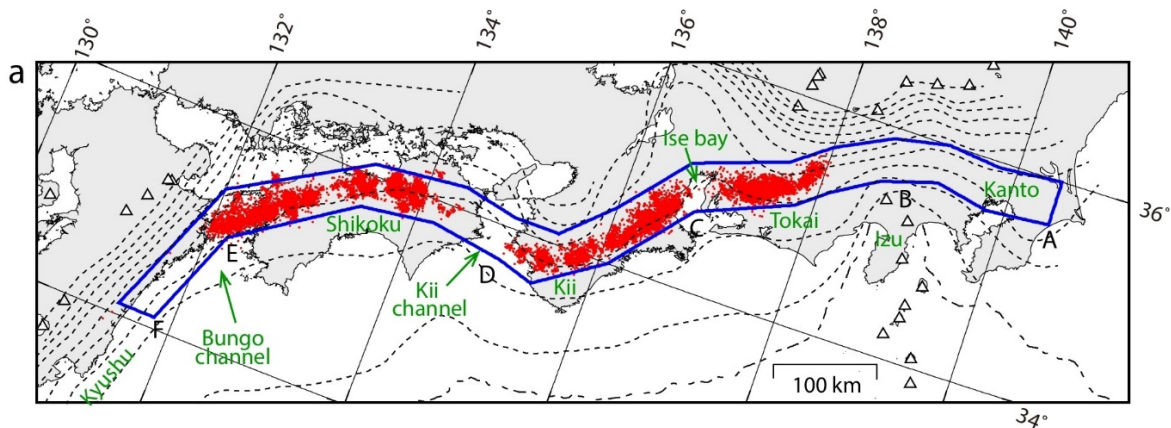 130°
132°
134°
136°
138°
140°
a
Ise bay
Kanto
36°
Shikoku
Tokai
B
A
C
Izu
E
D
Kii
Kii
channel
Bungo
channel
F
Kyushu
100 km
34°